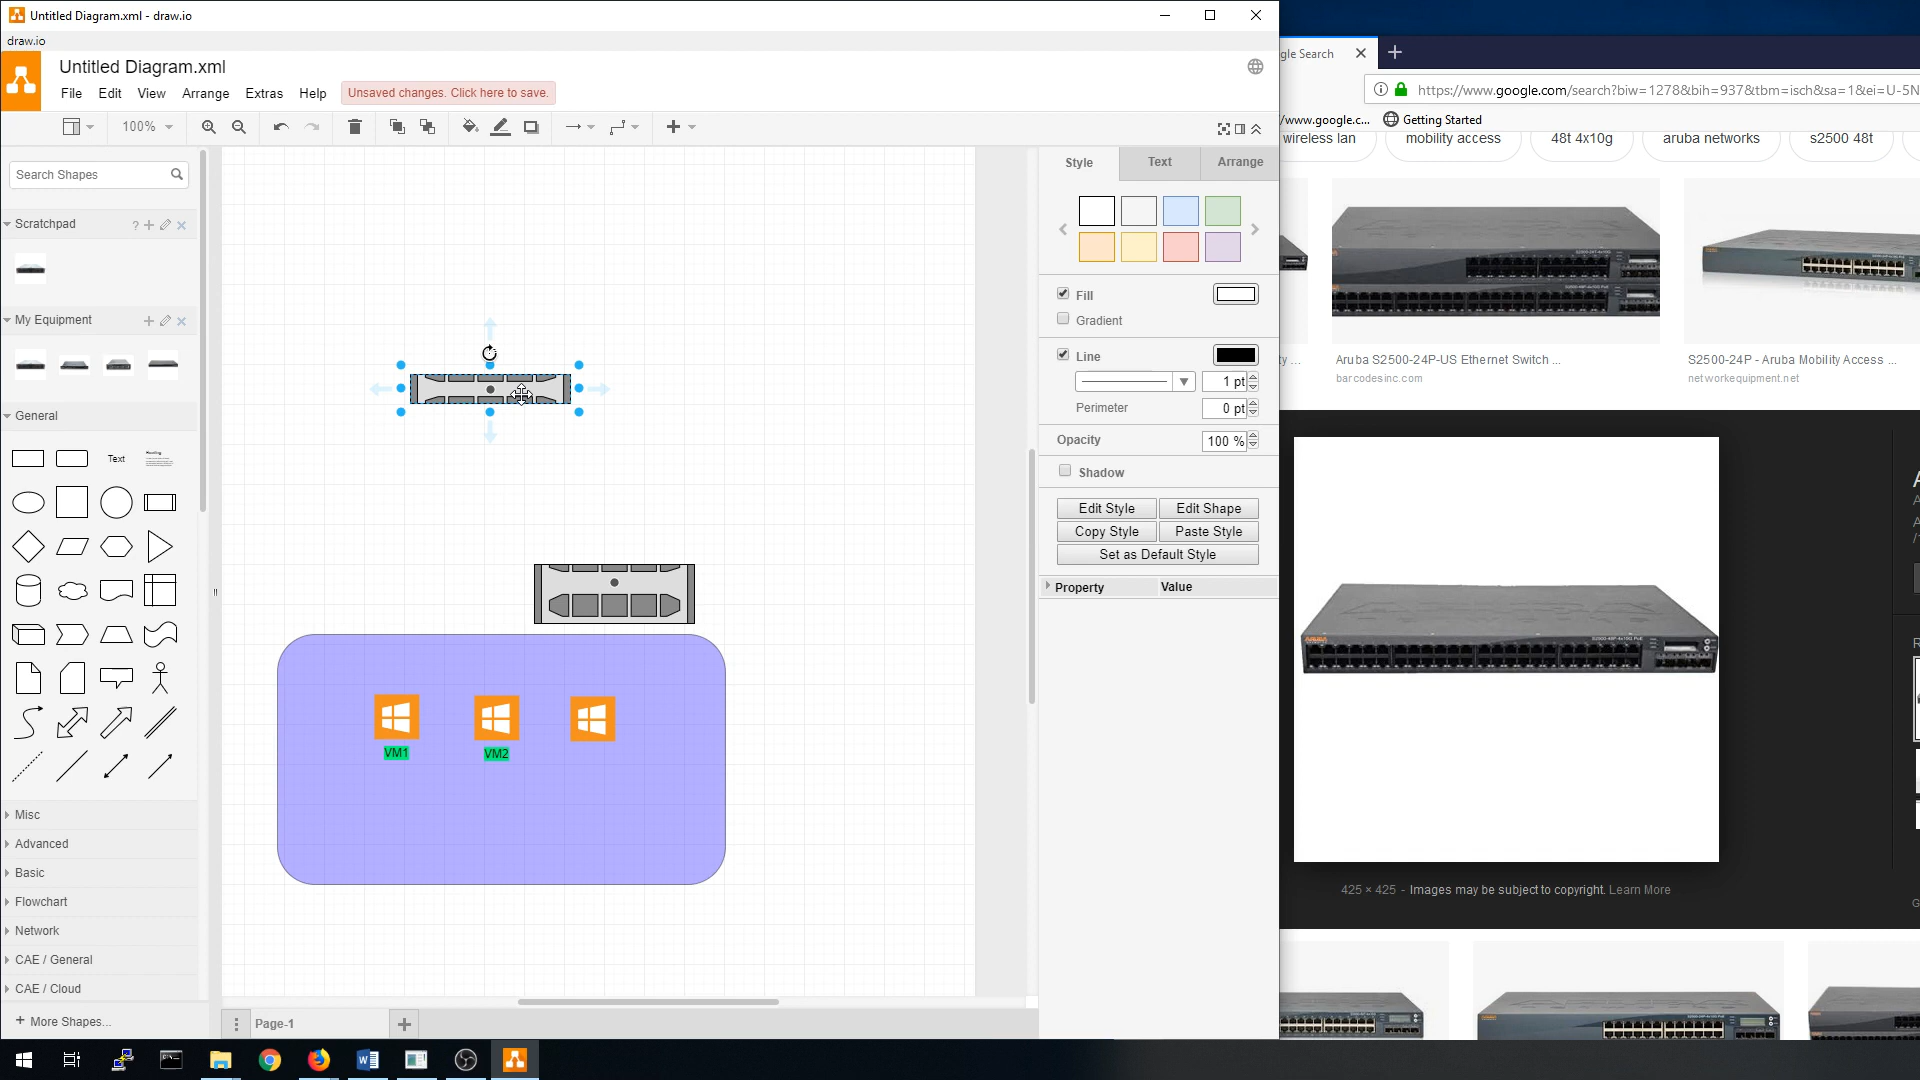 Untitled Diagram.xml - draw.io
draw.io
Untitled Diagram.xml
File Edit View Arrange Extras Help
Unsaved changes. Click here to save.
100%
Search Shapes
Scratchpad
?
My Equipment
General
Text
Heading
Misc
Advanced
Basic
Flowchart
Network
CAE / General
CAE / Cloud
+ More Shapes...
VM1
VM2
Page-1
Style Text Arrange
Fill
Gradient
Line
1 pt
Perimeter
0 pt
Opacity
100 %
Shadow
Edit Style Edit Shape
Copy Style Paste Style
Set as Default Style
Property Value
gle Search
https://www.google.com/search?biw=1278&bih=937&tbm=isch&sa=1&ei=U-5N
/www.google.c... Getting Started
wireless lan mobility access 48t 4x10g aruba networks s2500 48t
Aruba S2500-24P-US Ethernet Switch ...
barcodesinc.com
S2500-24P - Aruba Mobility Access ...
networkequipment.net
S2500-48P-4x10G PoE
425 × 425 - Images may be subject to copyright. Learn More